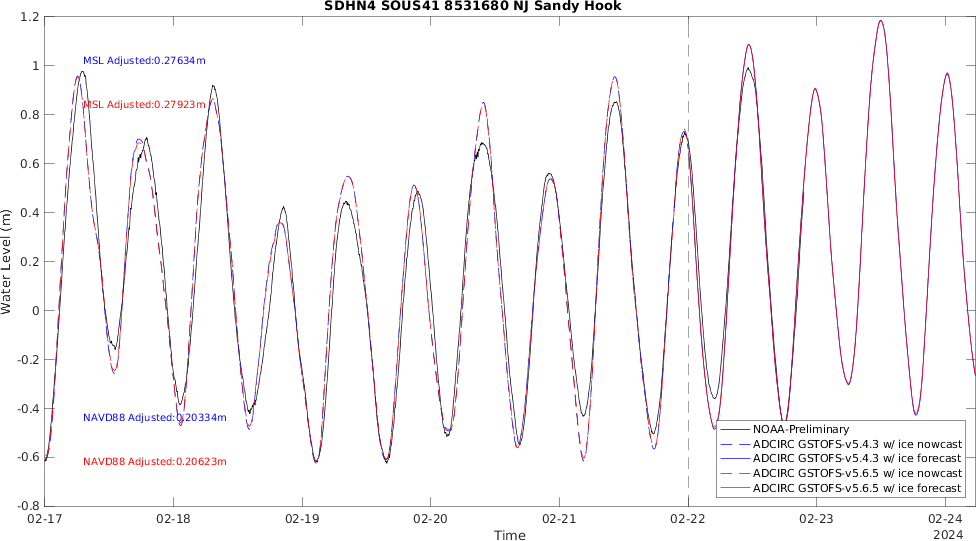 SDHN4 SOUS41 8531680 NJ Sandy Hook
1.2
1
0.8
0.6
0.4
0.2
0
-0.2
-0.4
-0.6
-0.8
Water Level (m)
MSL Adjusted:0.27634m
MSL Adjusted:0.27923m
NAVD88 Adjusted:0.20334m
NAVD88 Adjusted:0.20623m
NOAA-Preliminary
ADCIRC GSTOFS-v5.4.3 w/ ice nowcast
ADCIRC GSTOFS-v5.4.3 w/ ice forecast
ADCIRC GSTOFS-v5.6.5 w/ ice nowcast
ADCIRC GSTOFS-v5.6.5 w/ ice forecast
02-17 02-18 02-19 02-20 02-21 02-22 02-23 02-24
Time
2024